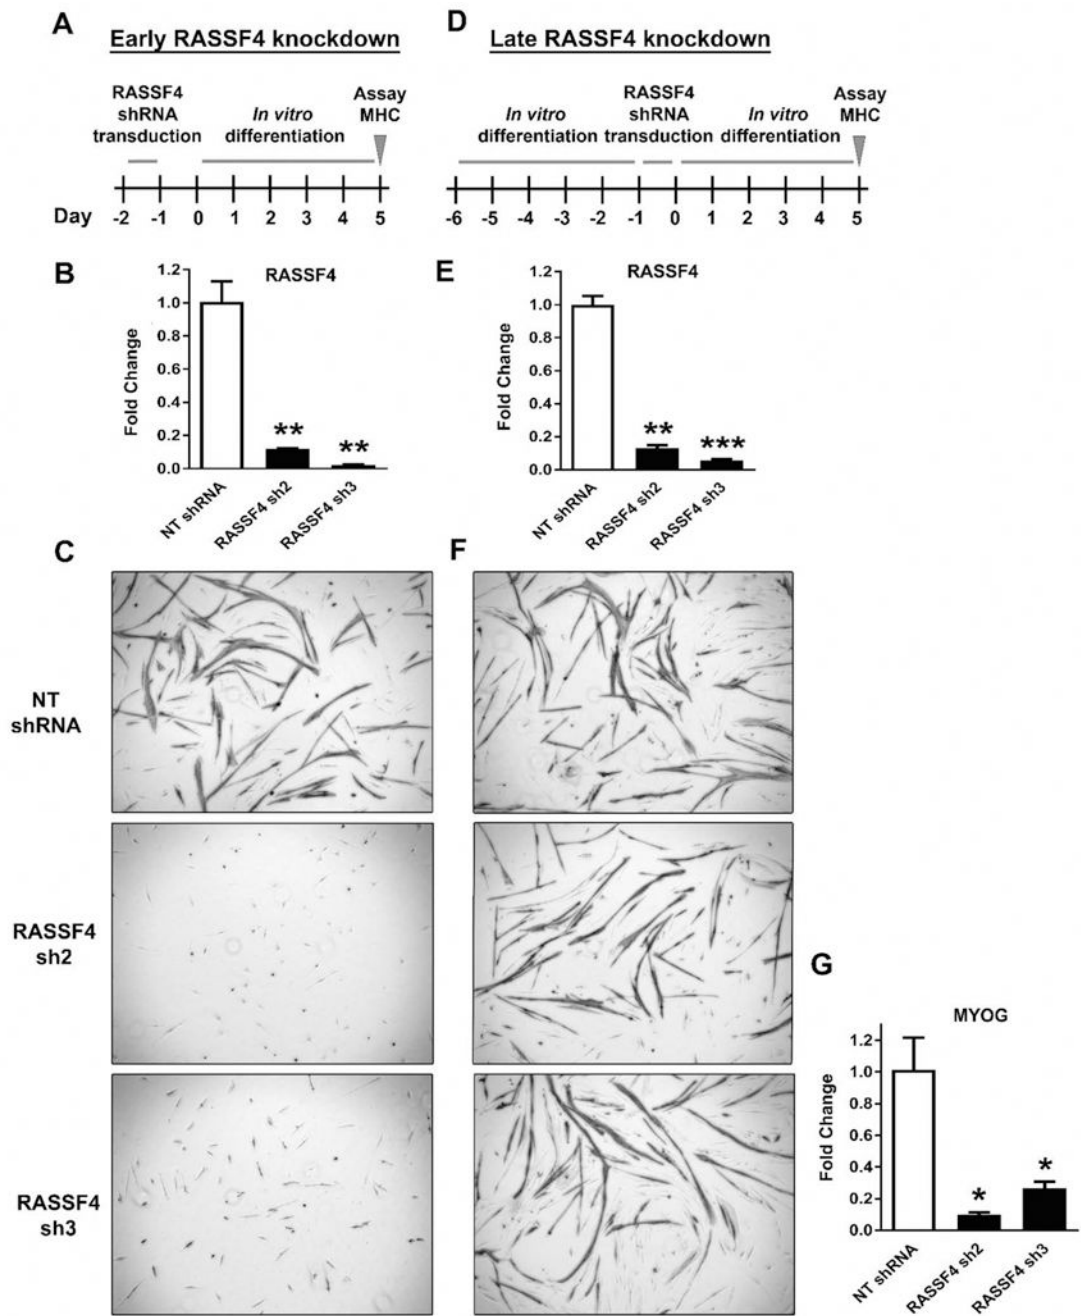 A
Early RASSF4 knockdown
RASSF4
shRNA
transduction
In vitro
differentiation
Assay
MHC
Day
-2 -1 0 1 2 3 4 5
D
Late RASSF4 knockdown
In vitro
differentiation
RASSF4
shRNA
transduction
In vitro
differentiation
Assay
MHC
-6 -5 -4 -3 -2 -1 0 1 2 3 4 5
B
RASSF4
Fold Change
1.2
1.0
0.8
0.6
0.4
0.2
0.0
**
**
NT shRNA
RASSF4 sh2
RASSF4 sh3
E
RASSF4
Fold Change
1.2
1.0
0.8
0.6
0.4
0.2
0.0
**
***
NT shRNA
RASSF4 sh2
RASSF4 sh3
C
F
NT
shRNA
RASSF4
sh2
RASSF4
sh3
G
MYOG
Fold Change
1.2
1.0
0.8
0.6
0.4
0.2
0.0
*
*
NT shRNA
RASSF4 sh2
RASSF4 sh3